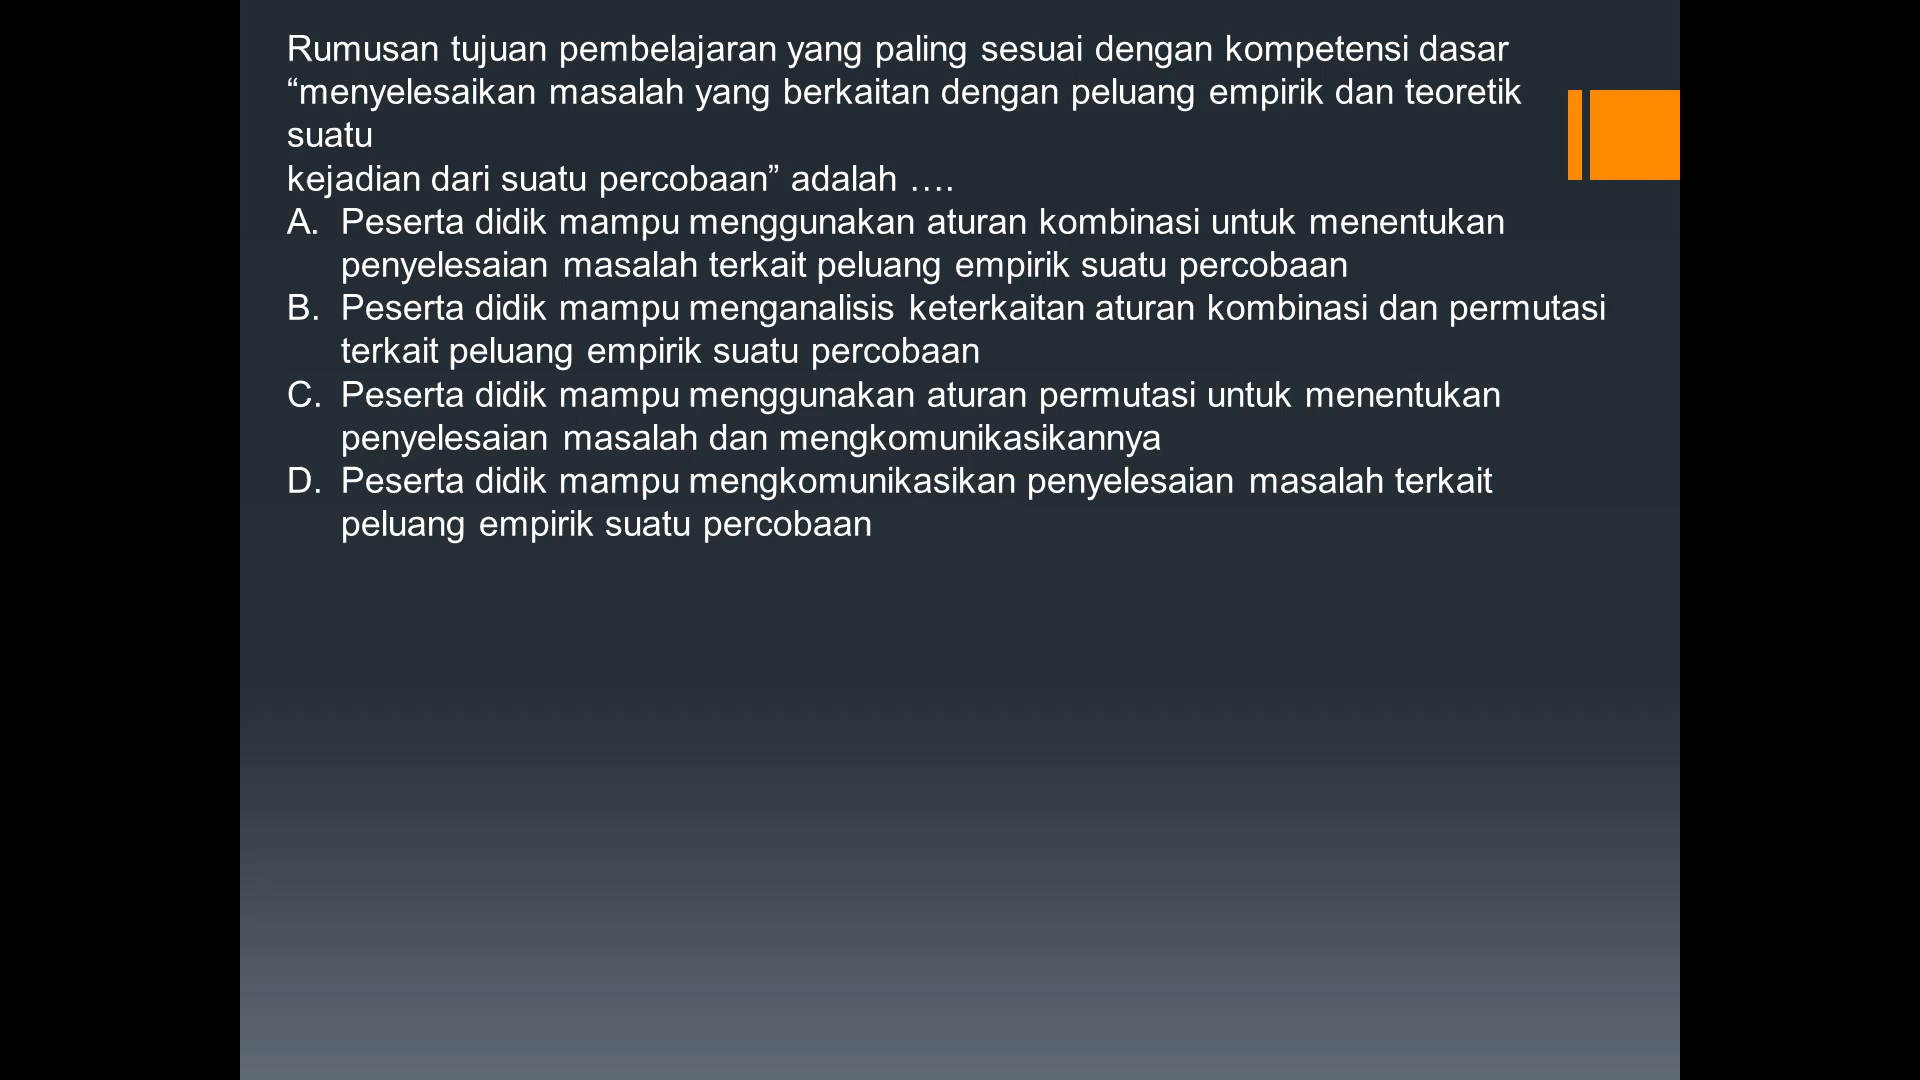 Rumusan tujuan pembelajaran yang paling sesuai dengan kompetensi dasar
“menyelesaikan masalah yang berkaitan dengan peluang empirik dan teoretik
suatu
kejadian dari suatu percobaan” adalah ….
A. Peserta didik mampu menggunakan aturan kombinasi untuk menentukan
penyelesaian masalah terkait peluang empirik suatu percobaan
B. Peserta didik mampu menganalisis keterkaitan aturan kombinasi dan permutasi
terkait peluang empirik suatu percobaan
C. Peserta didik mampu menggunakan aturan permutasi untuk menentukan
penyelesaian masalah dan mengkomunikasikannya
D. Peserta didik mampu mengkomunikasikan penyelesaian masalah terkait
peluang empirik suatu percobaan